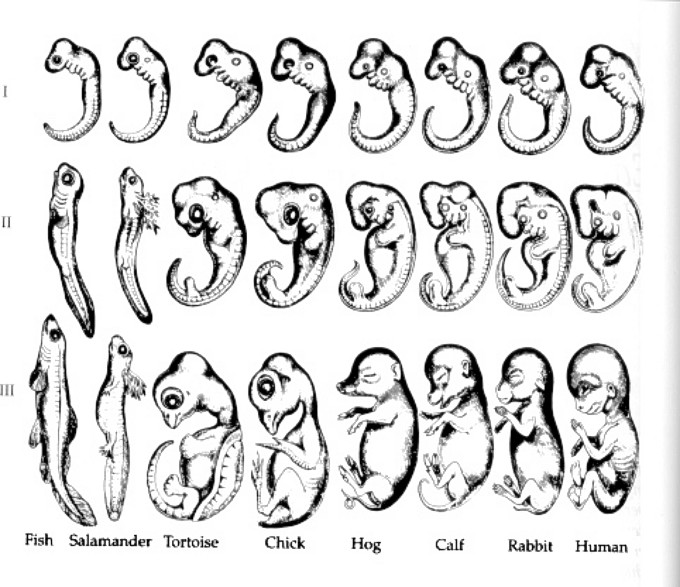 I
II
III
Fish Salamander Tortoise Chick Hog Calf Rabbit Human